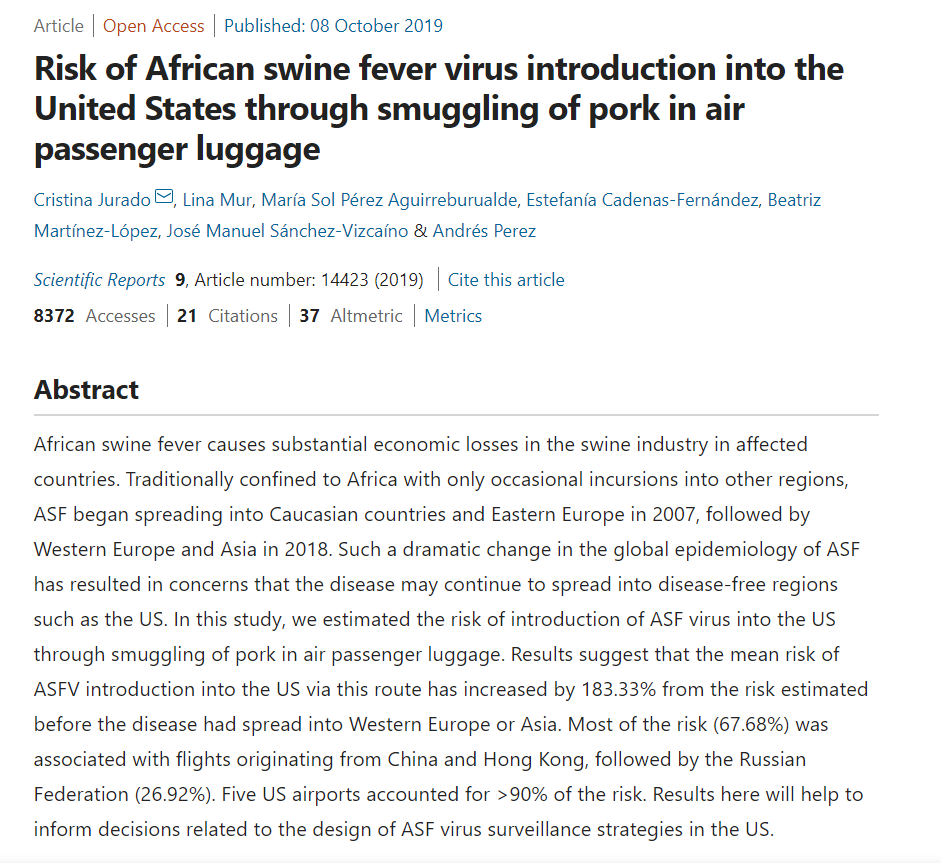 Article | Open Access | Published: 08 October 2019
Risk of African swine fever virus introduction into the
United States through smuggling of pork in air
passenger luggage
Cristina Jurado, Lina Mur, María Sol Pérez Aguirreburualde, Estefanía Cadenas-Fernández, Beatriz
Martínez-López, José Manuel Sánchez-Vizcaíno & Andrés Perez
Scientific Reports 9, Article number: 14423 (2019) | Cite this article
8372 Accesses | 21 Citations | 37 Altmetric | Metrics
Abstract
African swine fever causes substantial economic losses in the swine industry in affected
countries. Traditionally confined to Africa with only occasional incursions into other regions,
ASF began spreading into Caucasian countries and Eastern Europe in 2007, followed by
Western Europe and Asia in 2018. Such a dramatic change in the global epidemiology of ASF
has resulted in concerns that the disease may continue to spread into disease-free regions
such as the US. In this study, we estimated the risk of introduction of ASF virus into the US
through smuggling of pork in air passenger luggage. Results suggest that the mean risk of
ASFV introduction into the US via this route has increased by 183.33% from the risk estimated
before the disease had spread into Western Europe or Asia. Most of the risk (67.68%) was
associated with flights originating from China and Hong Kong, followed by the Russian
Federation (26.92%). Five US airports accounted for >90% of the risk. Results here will help to
inform decisions related to the design of ASF virus surveillance strategies in the US.